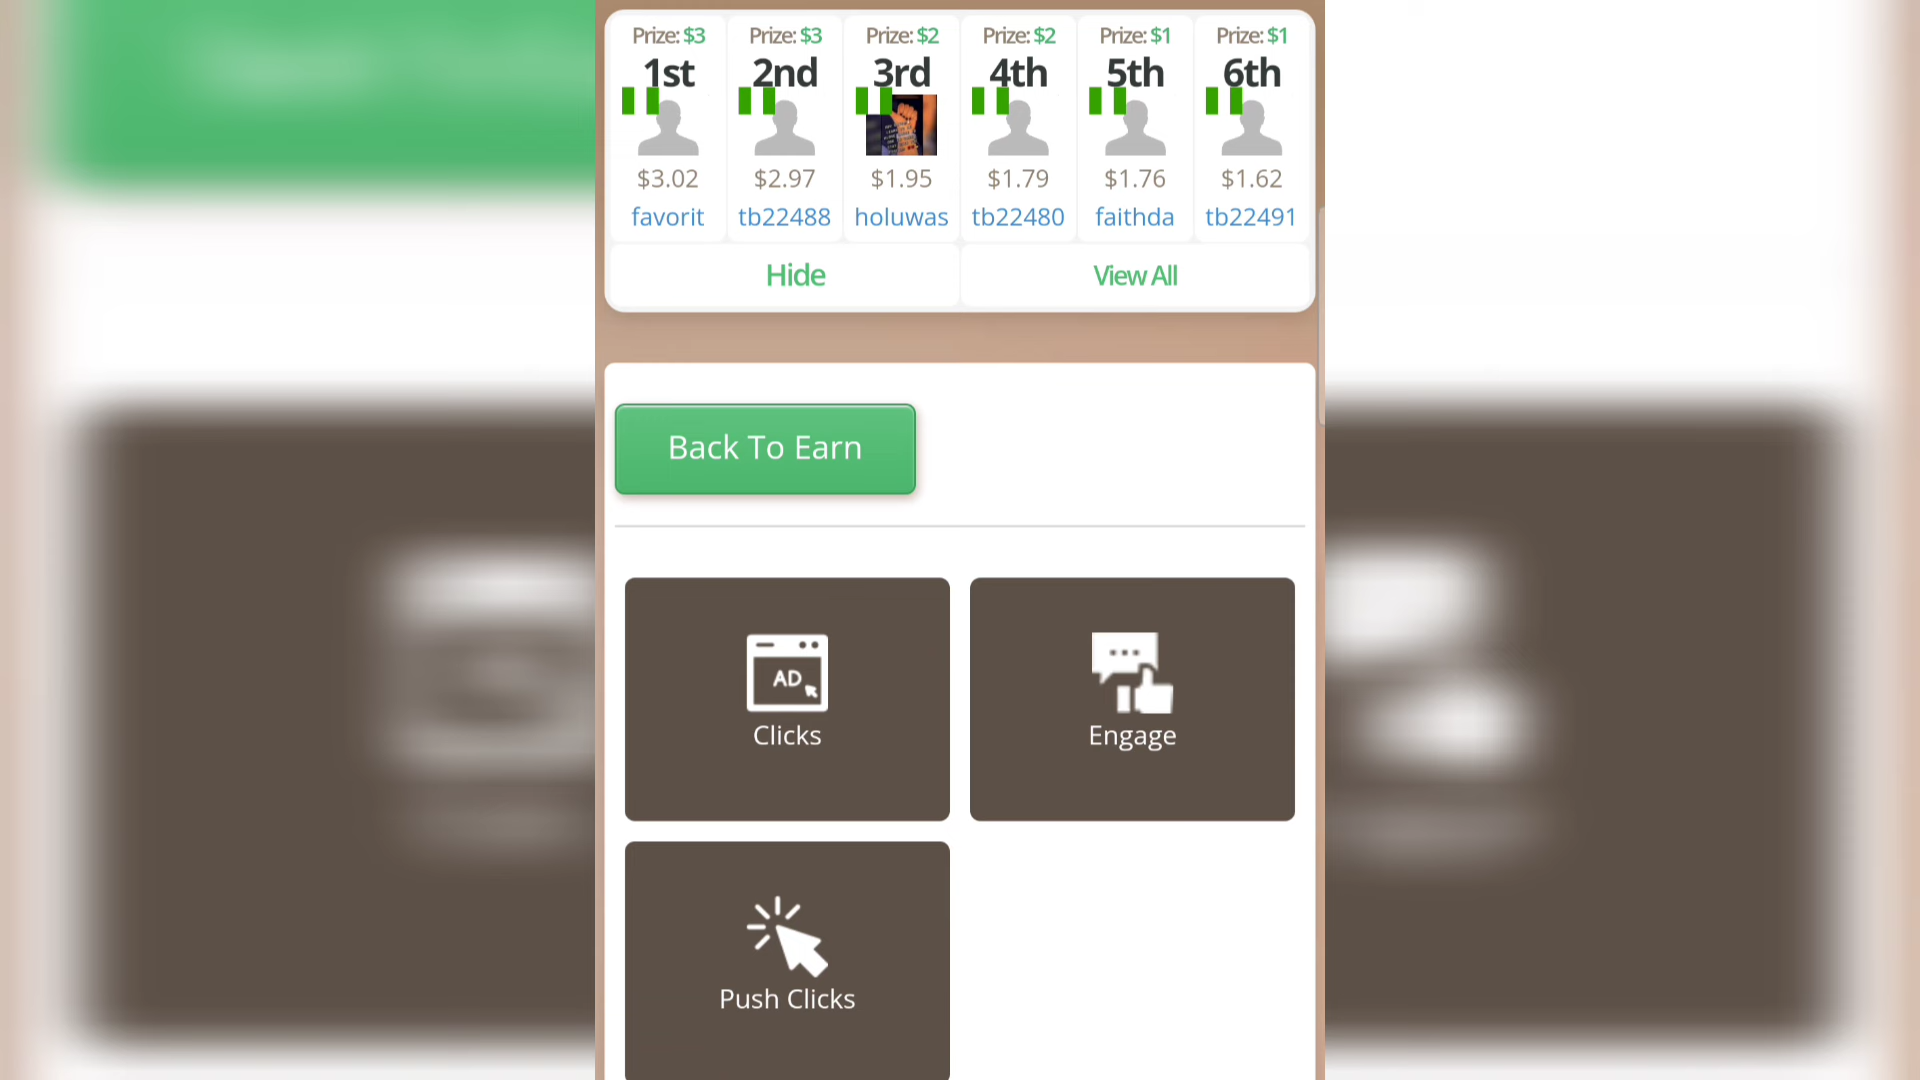 Prize: $3 Prize: $3 Prize: $2 Prize: $2 Prize: $1 Prize: $1
1st 2nd 3rd 4th 5th 6th
$3.02 $2.97 $1.95 $1.79 $1.76 $1.62
favorit tb22488 holuwas tb22480 faithda tb22491
Hide View All
Back To Earn
AD
Clicks Engage
Push Clicks